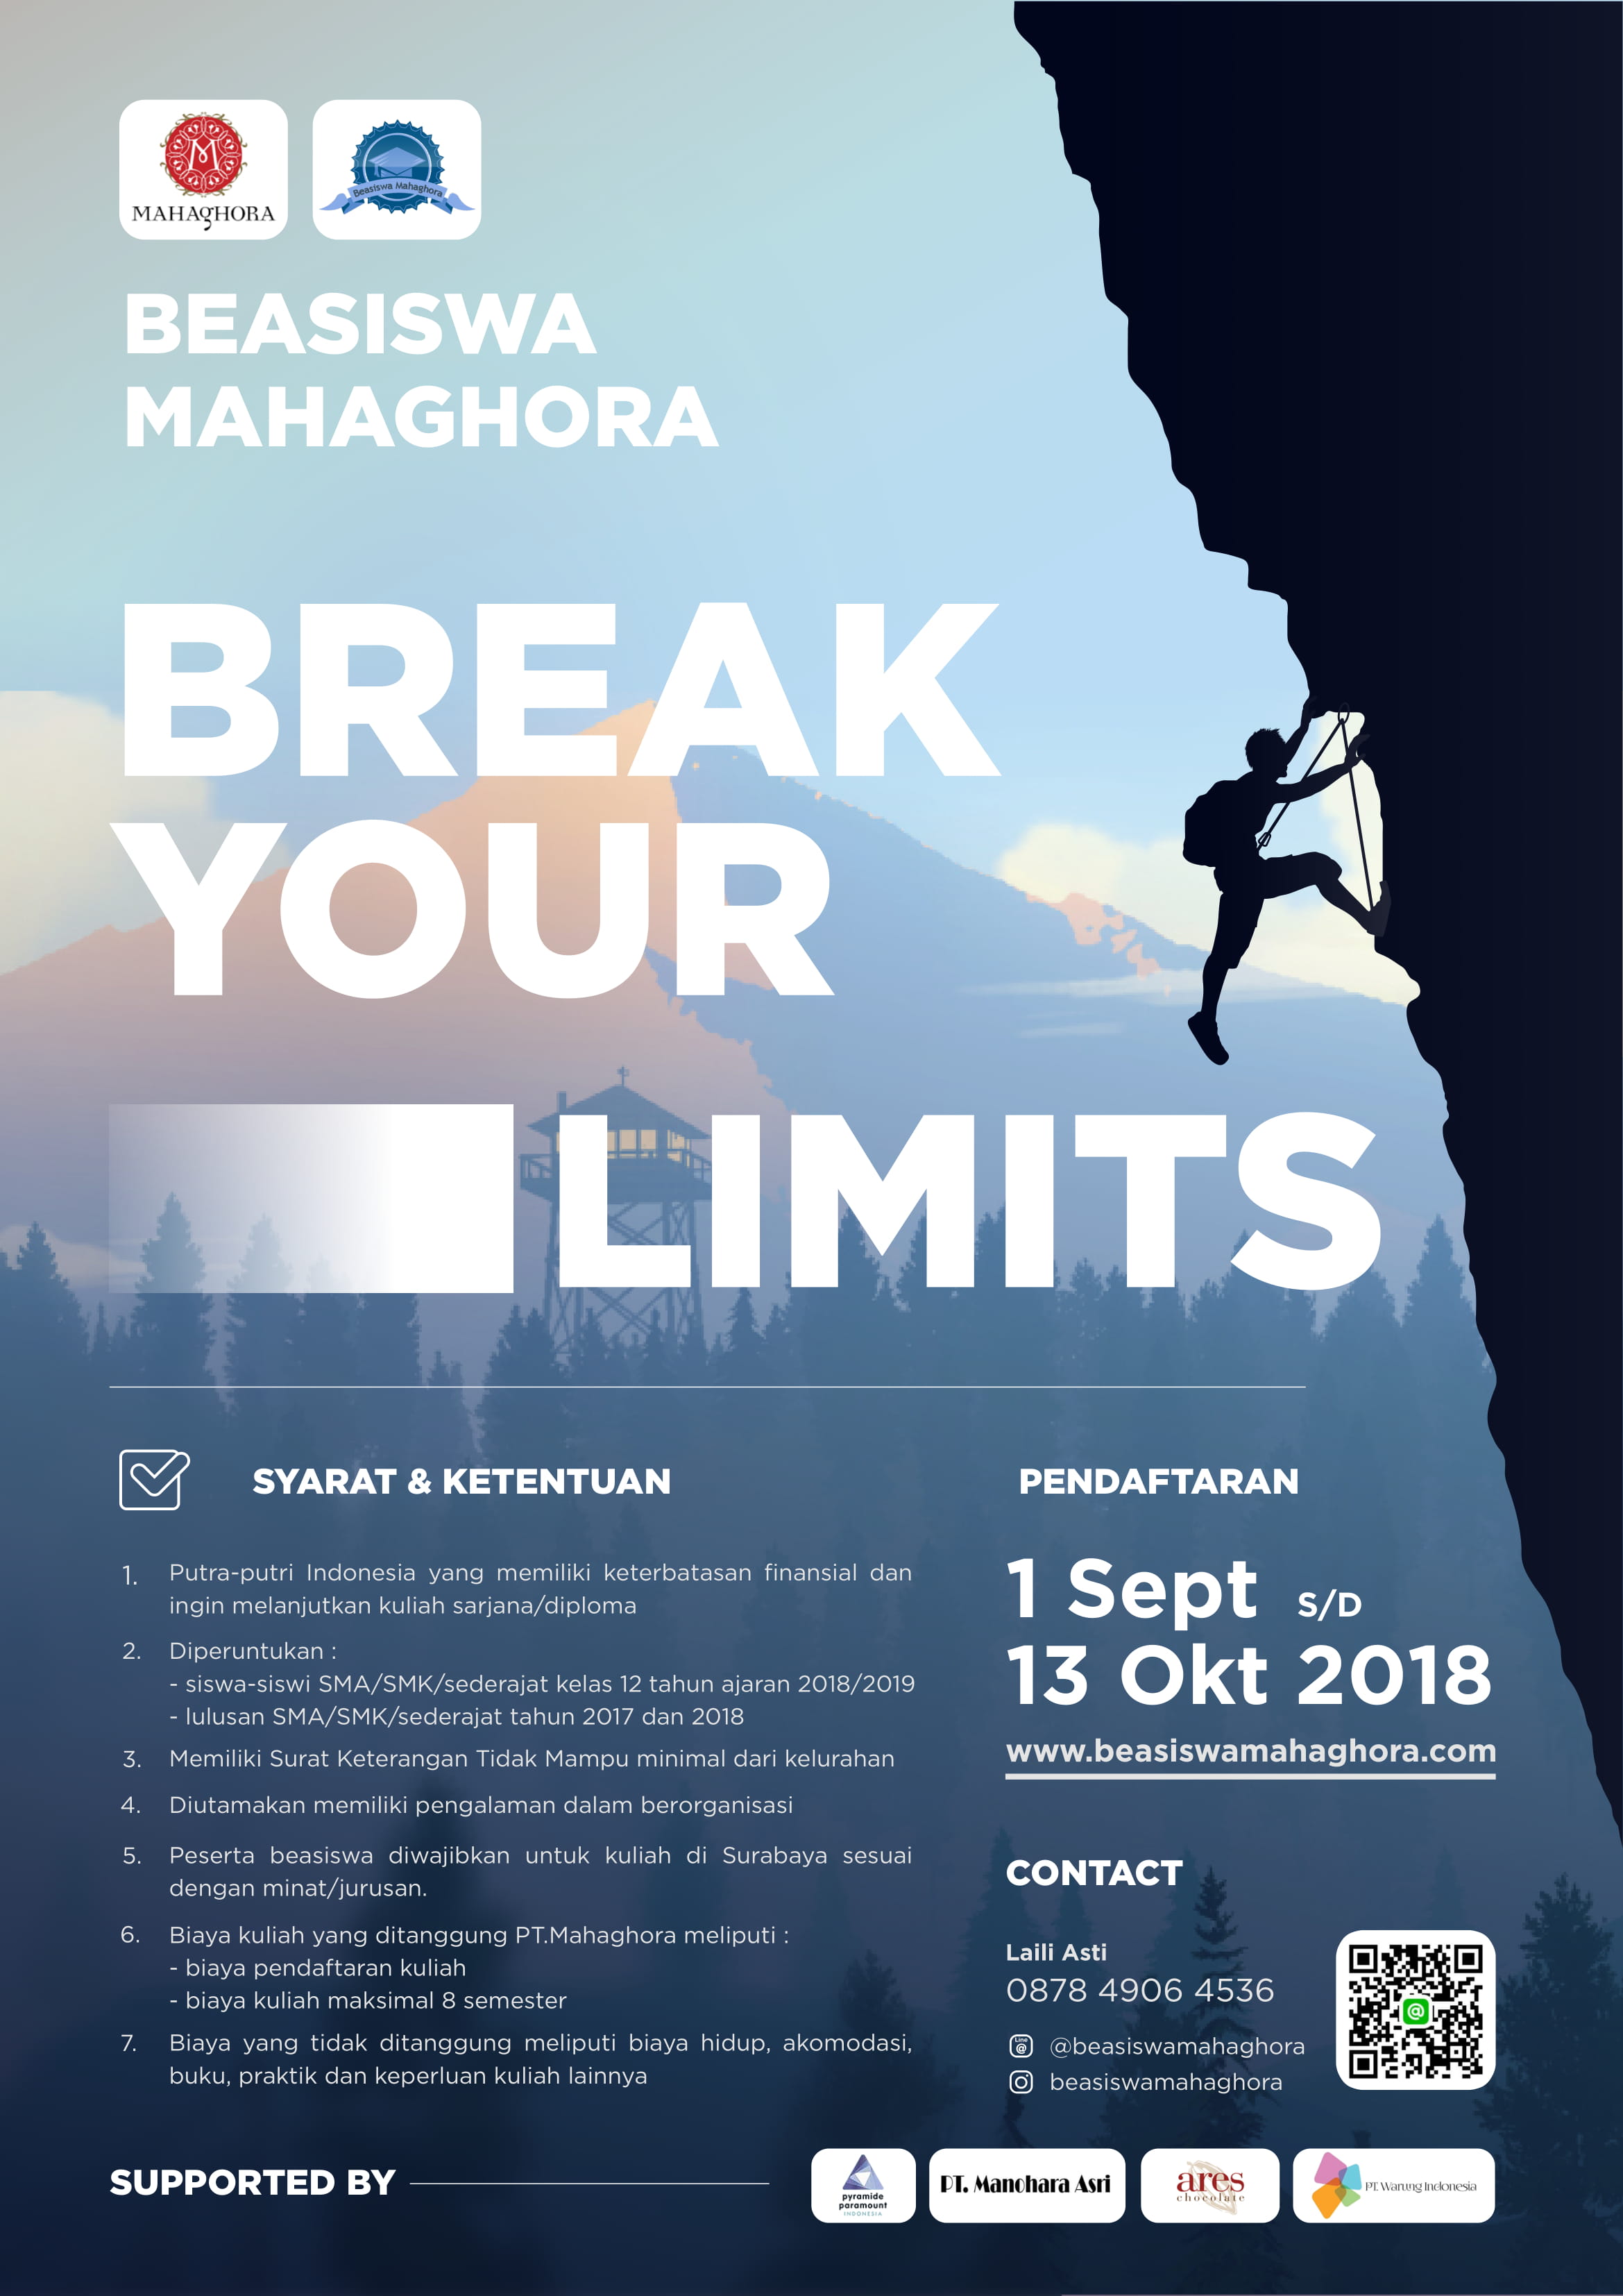 MAHAGHORA
Beasiswa Mahaghora
BEASISWA
MAHAGHORA
BREAK
YOUR
LIMITS
SYARAT & KETENTUAN
1. Putra-putri Indonesia yang memiliki keterbatasan finansial dan
ingin melanjutkan kuliah sarjana/diploma
2. Diperuntukan :
- siswa-siswi SMA/SMK/sederajat kelas 12 tahun ajaran 2018/2019
- lulusan SMA/SMK/sederajat tahun 2017 dan 2018
3. Memiliki Surat Keterangan Tidak Mampu minimal dari kelurahan
4. Diutamakan memiliki pengalaman dalam berorganisasi
5. Peserta beasiswa diwajibkan untuk kuliah di Surabaya sesuai
dengan minat/jurusan.
6. Biaya kuliah yang ditanggung PT.Mahaghora meliputi :
- biaya pendaftaran kuliah
- biaya kuliah maksimal 8 semester
7. Biaya yang tidak ditanggung meliputi biaya hidup, akomodasi,
buku, praktik dan keperluan kuliah lainnya
PENDAFTARAN
1 Sept S/D
13 Okt 2018
www.beasiswamahaghora.com
CONTACT
Laili Asti
0878 4906 4536
@beasiswamahaghora
beasiswamahaghora
SUPPORTED BY
pyramide
paramount
INDONESIA
PT. Manohara Asri
ares
chocolate
PT. Warung Indonesia